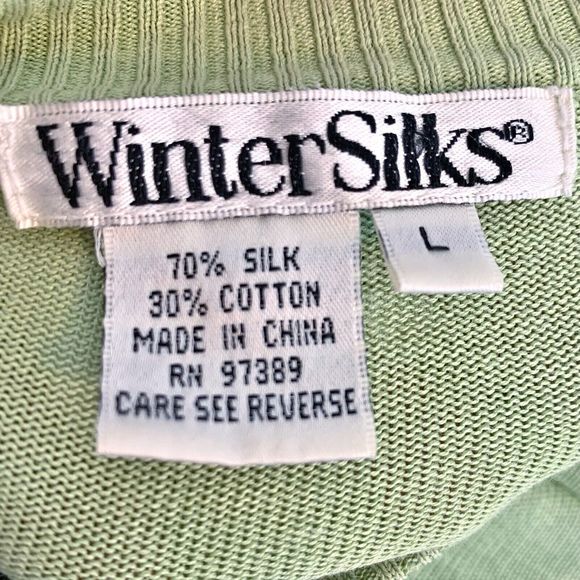 WinterSilks®
L
70% SILK
30% COTTON
MADE IN CHINA
RN 97389
CARE SEE REVERSE